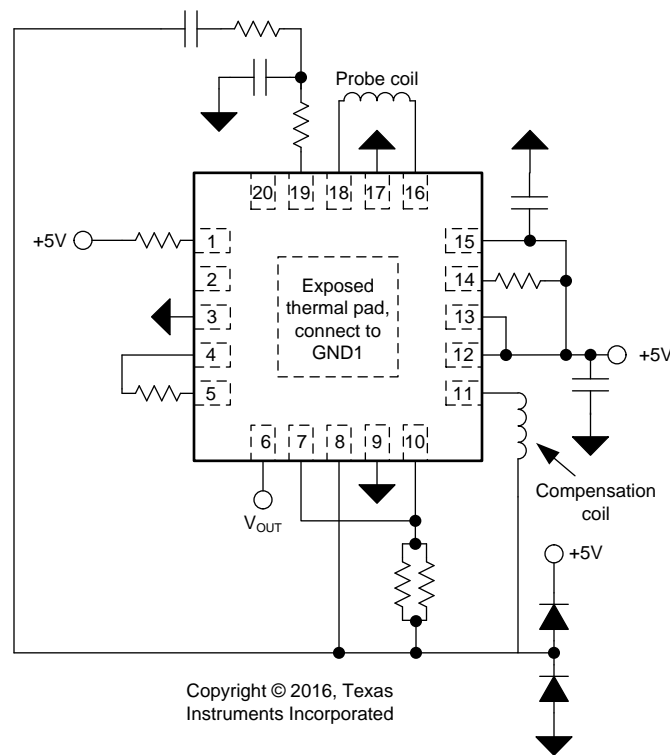 Probe coil
20 19 18 17 16
+5V
1
2
3
4
5
15
14
13
12
11
+5V
Exposed
thermal pad,
connect to
GND1
6 7 8 9 10
VOUT
Compensation
coil
+5V
Copyright © 2016, Texas
Instruments Incorporated